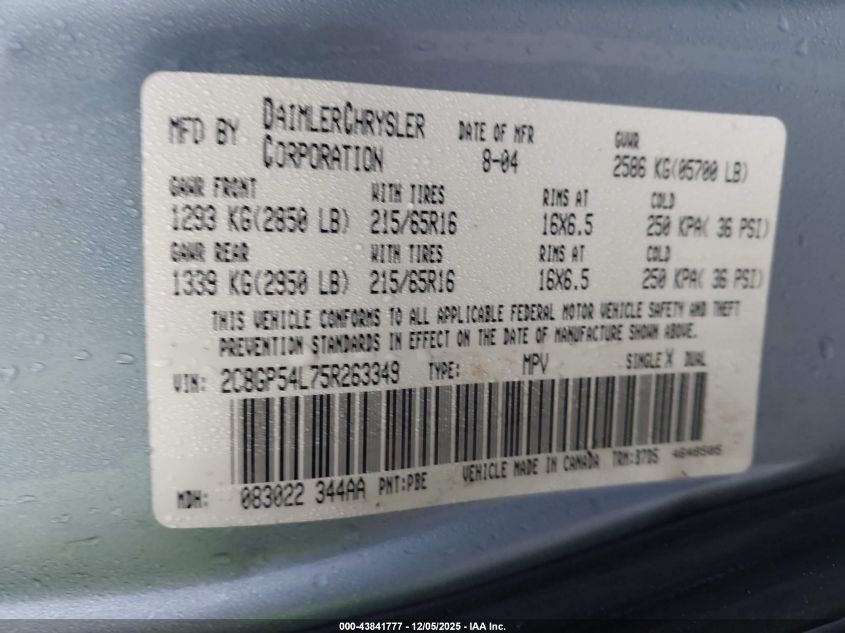 MFD BY DAIMLERCHRYSLER CORPORATION DATE OF MFR 8-04 GVWR 2586 KG(05700 LB)
GAWR FRONT WITH TIRES RIMS AT COLD
1293 KG(2850 LB) 215/65R16 16X6.5 250 KPA( 36 PSI)
GAWR REAR WITH TIRES RIMS AT COLD
1339 KG(2950 LB) 215/65R16 16X6.5 250 KPA( 36 PSI)
THIS VEHICLE CONFORMS TO ALL APPLICABLE FEDERAL MOTOR VEHICLE SAFETY AND THEFT
PREVENTION STANDARDS IN EFFECT ON THE DATE OF MANUFACTURE SHOWN ABOVE.
VIN: 2C8GP54L75R263349 TYPE: MPV SINGLE X DUAL
MDH: 083022 344AA PNT:PBE VEHICLE MADE IN CANADA TRM:B7D5 4648505
000-43841777 - 12/05/2025 - IAA Inc.